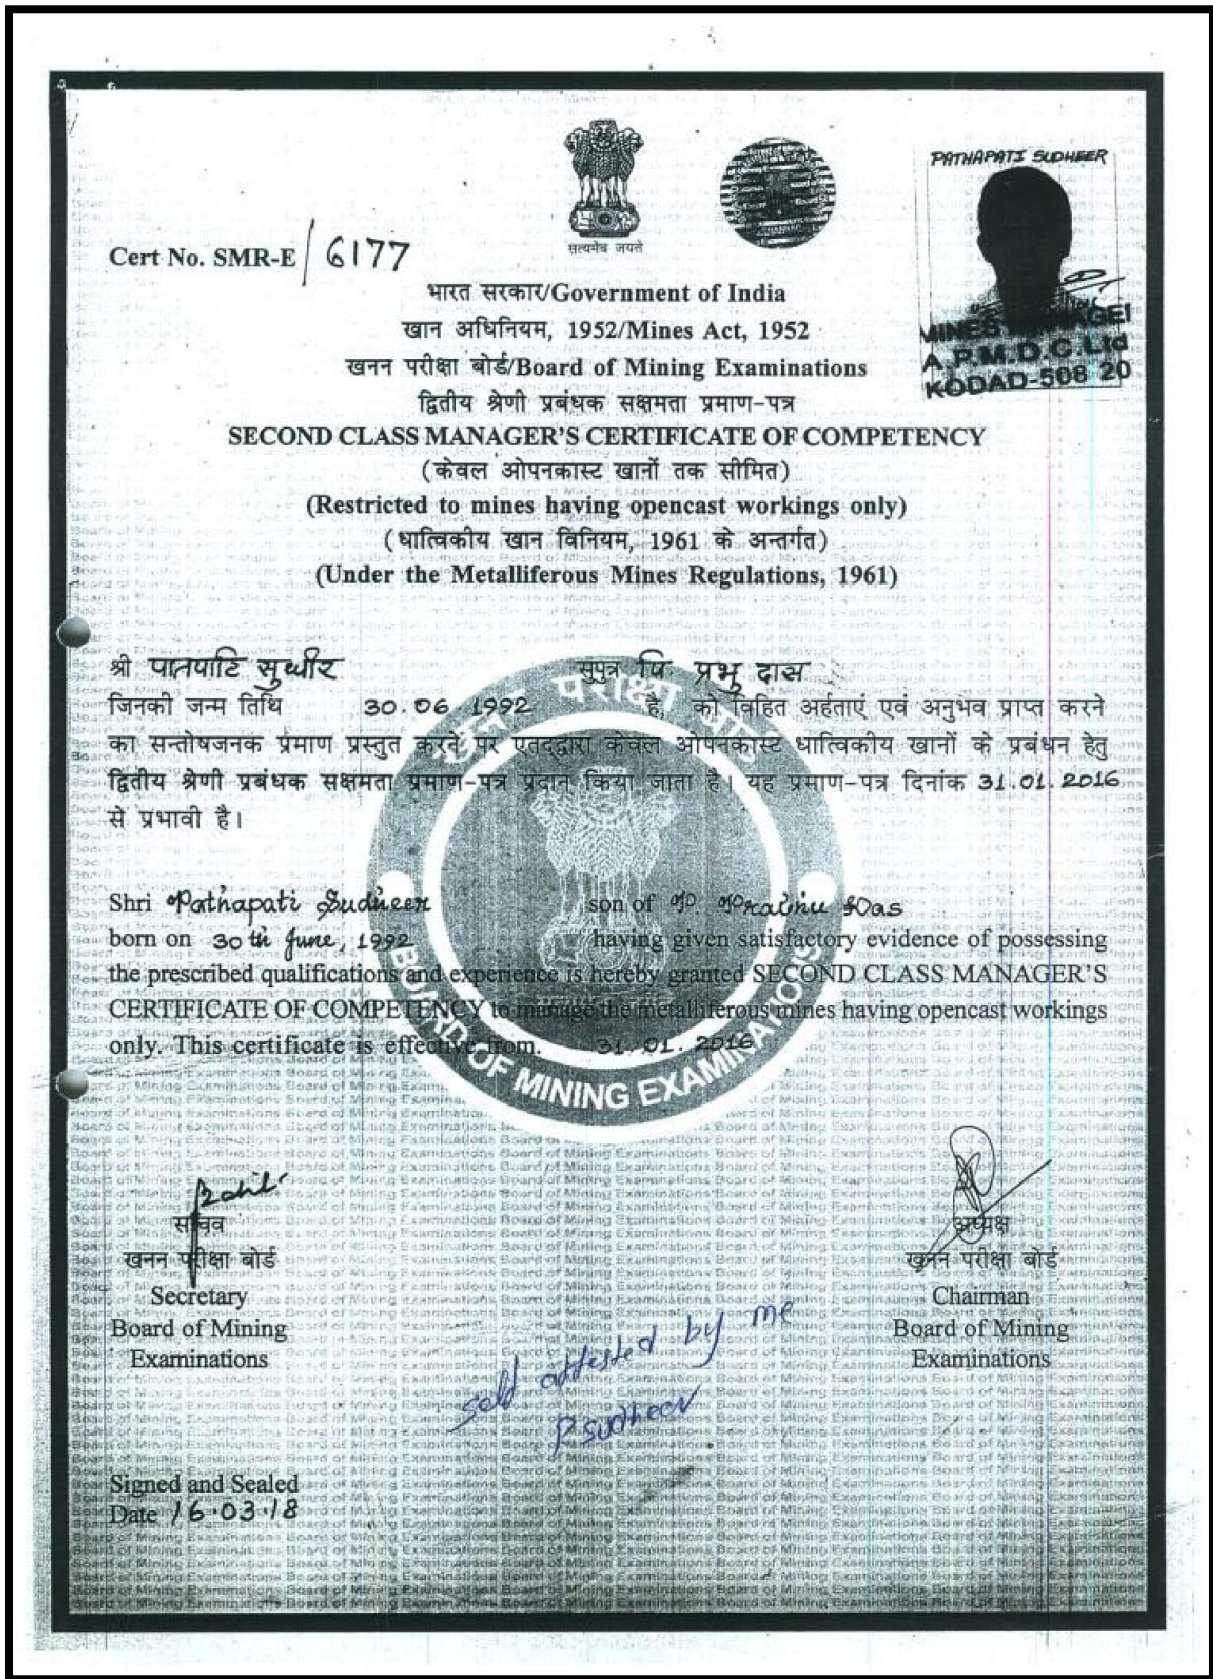 PATHAPATI SUDHEER
सत्यमेव जयते
Cert No. SMR-E/6177
MINES MANAGE
A.P.M.D.C.Ltd
KODAD-508 20
भारत सरकार/Government of India
खान अधिनियम, 1952/Mines Act, 1952
खनन परीक्षा बोर्ड/Board of Mining Examinations
द्वितीय श्रेणी प्रबंधक सक्षमता प्रमाण-पत्र
SECOND CLASS MANAGER'S CERTIFICATE OF COMPETENCY
(केवल ओपनकास्ट खानों तक सीमित)
(Restricted to mines having opencast workings only)
(धात्विकीय खान विनियम, 1961 के अन्तर्गत)
(Under the Metalliferous Mines Regulations, 1961)
श्री पातपाटि सुधीर सुपुत्र पि प्रभु दास
जिनकी जन्म तिथि 30.06 1992 है, को विहित अर्हताएं एवं अनुभव प्राप्त करने
का सन्तोषजनक प्रमाण प्रस्तुत करने पर एतद्द्वारा केवल ओपनकास्ट धात्विकीय खानों के प्रबंधन हेतु
द्वितीय श्रेणी प्रबंधक सक्षमता प्रमाण-पत्र प्रदान किया जाता है। यह प्रमाण-पत्र दिनांक 31.01.2016
से प्रभावी है।
खनन परीक्षा बोर्ड
Shri Pathapati Sudheer son of P. Prabhu Das
born on 30th June, 1992 having given satisfactory evidence of possessing
the prescribed qualifications and experience is hereby granted SECOND CLASS MANAGER'S
CERTIFICATE OF COMPETENCY to manage the metalliferous mines having opencast workings
only. This certificate is effective from. 31.01.2016
BOARD OF MINING EXAMINATIONS
सचिव
खनन परीक्षा बोर्ड
Secretary
Board of Mining
Examinations
अध्यक्ष
खनन परीक्षा बोर्ड
Chairman
Board of Mining
Examinations
self attested by me
P. Sudheer
Signed and Sealed
Date 16.03.18